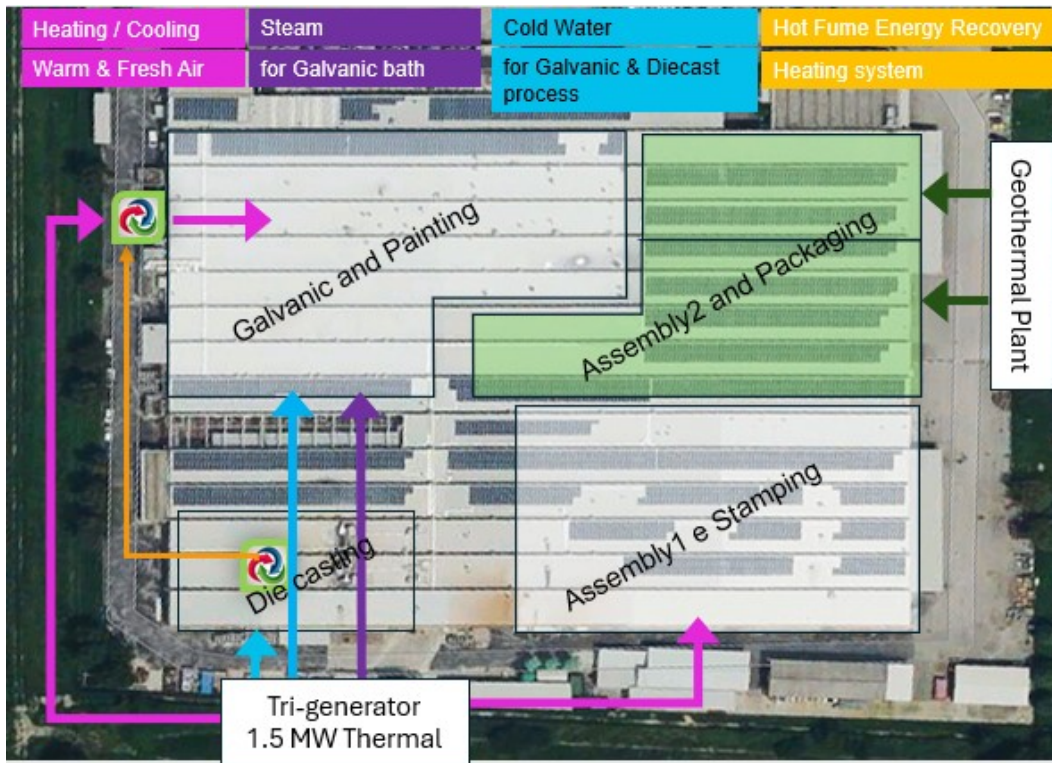 Heating / Cooling
Warm & Fresh Air
Steam
for Galvanic bath
Cold Water
for Galvanic & Diecast
process
Hot Fume Energy Recovery
Heating system
Galvanic and Painting
Assembly2 and Packaging
Geothermal Plant
Assembly1 e Stamping
Die casting
Tri-generator
1.5 MW Thermal